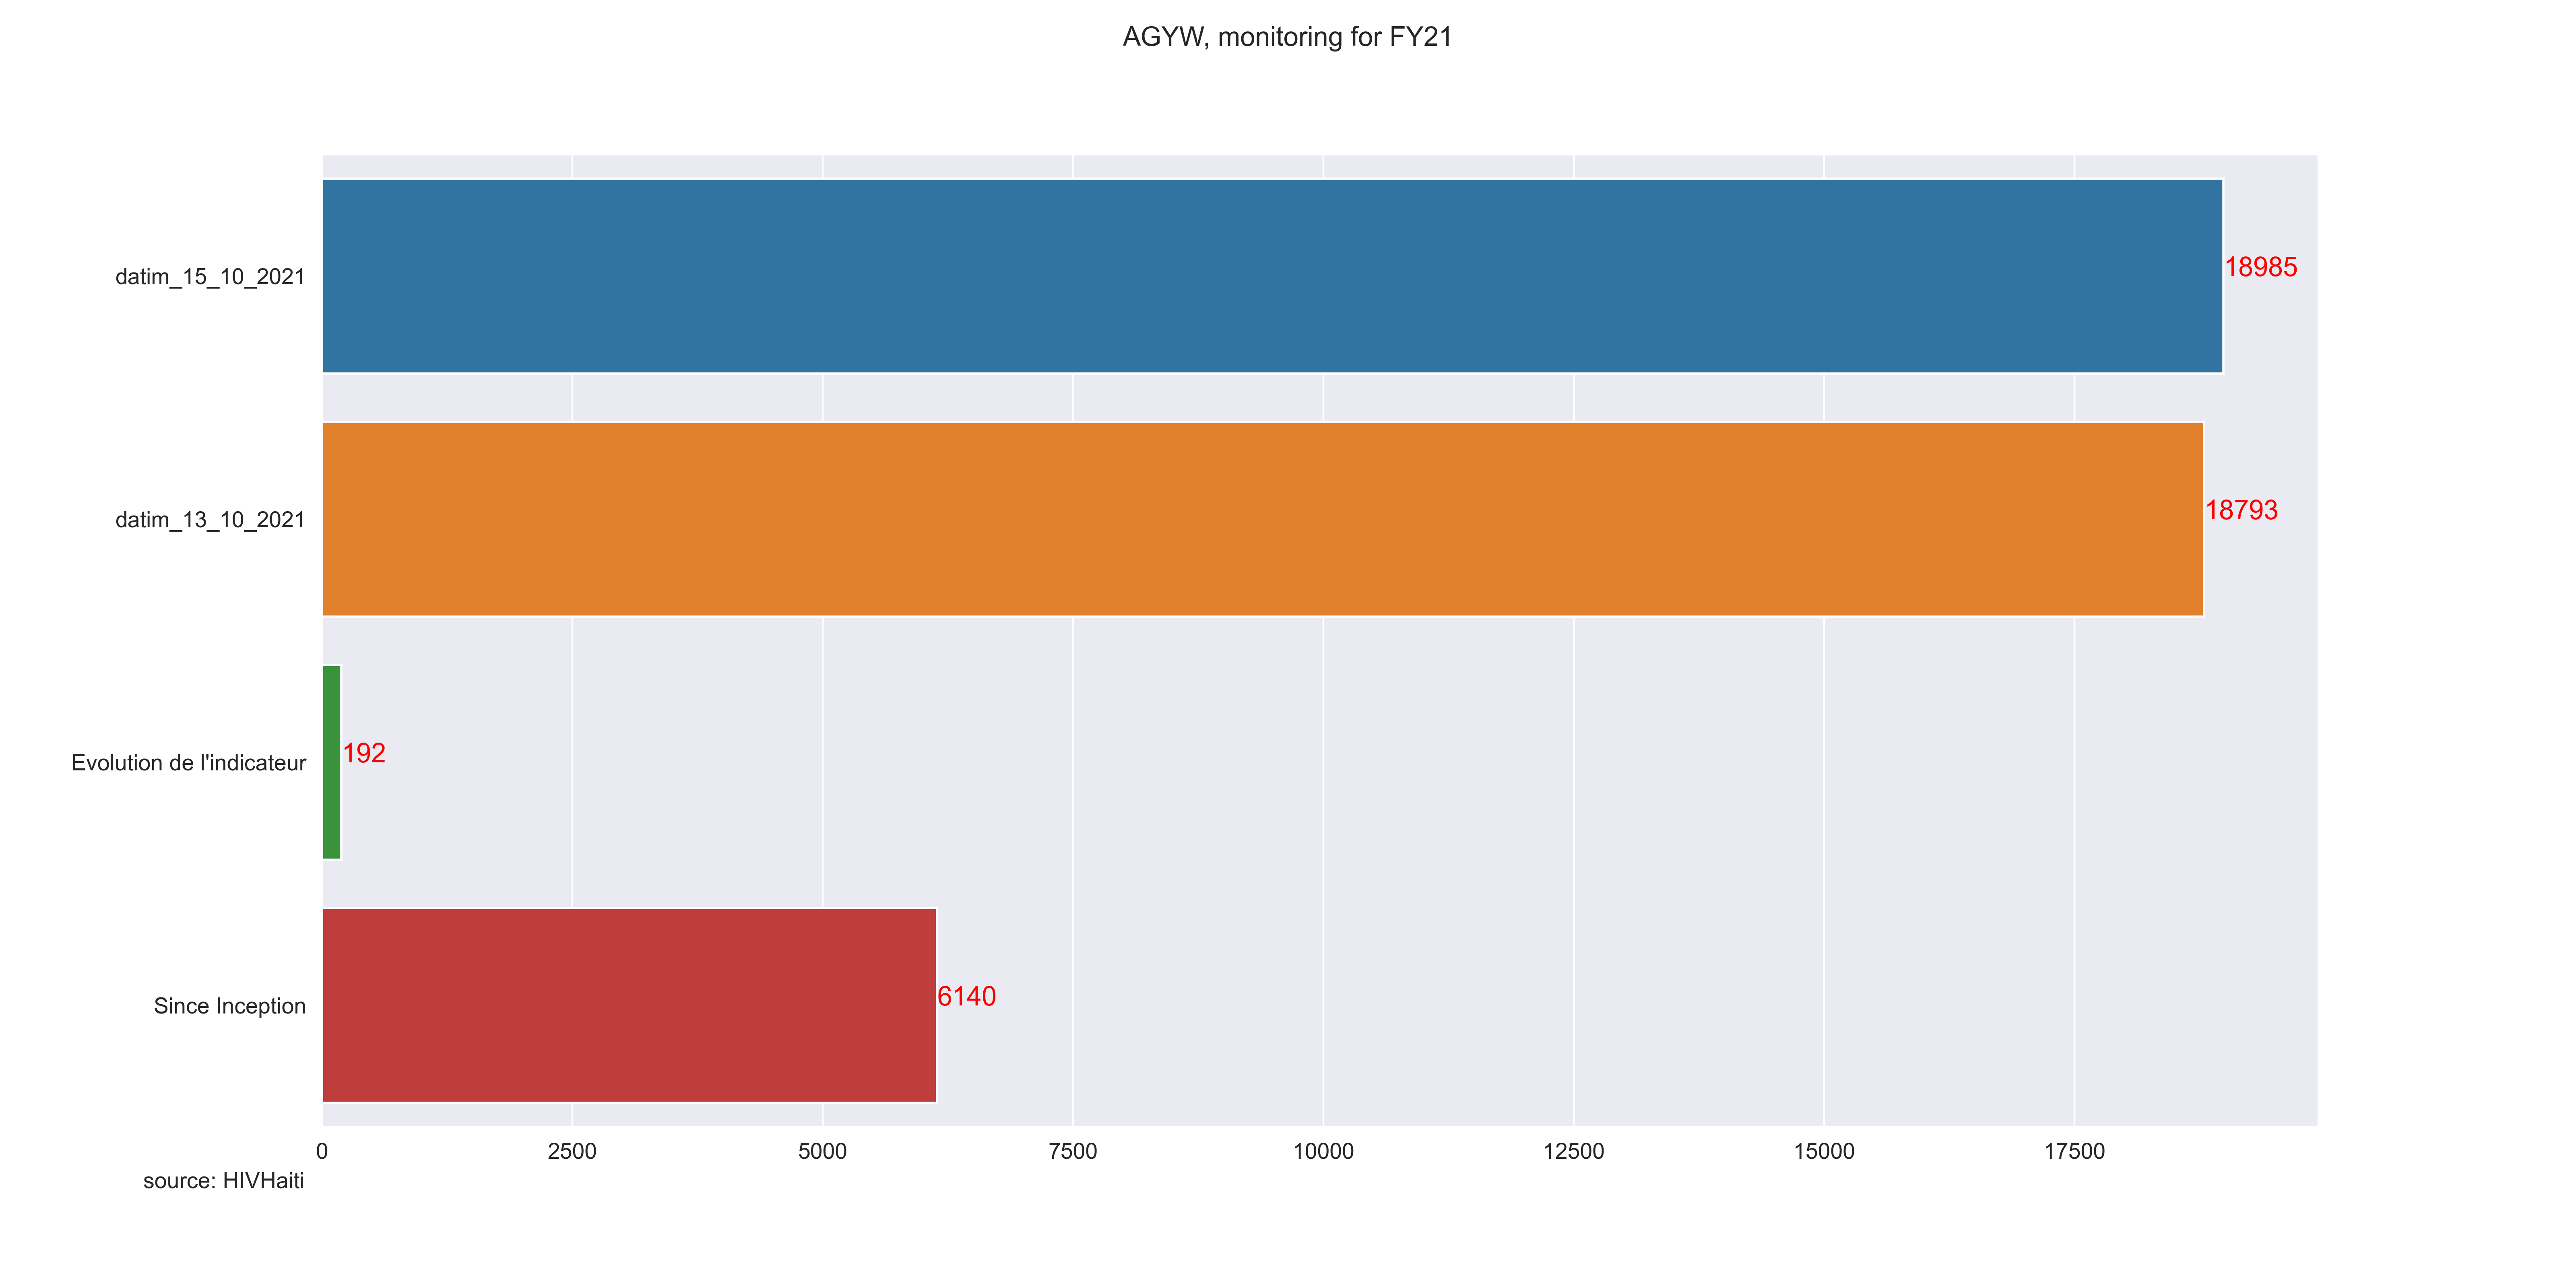 AGYW, monitoring for FY21
datim_15_10_2021
18985
datim_13_10_2021
18793
Evolution de l'indicateur
192
Since Inception
6140
0 2500 5000 7500 10000 12500 15000 17500
source: HIVHaiti